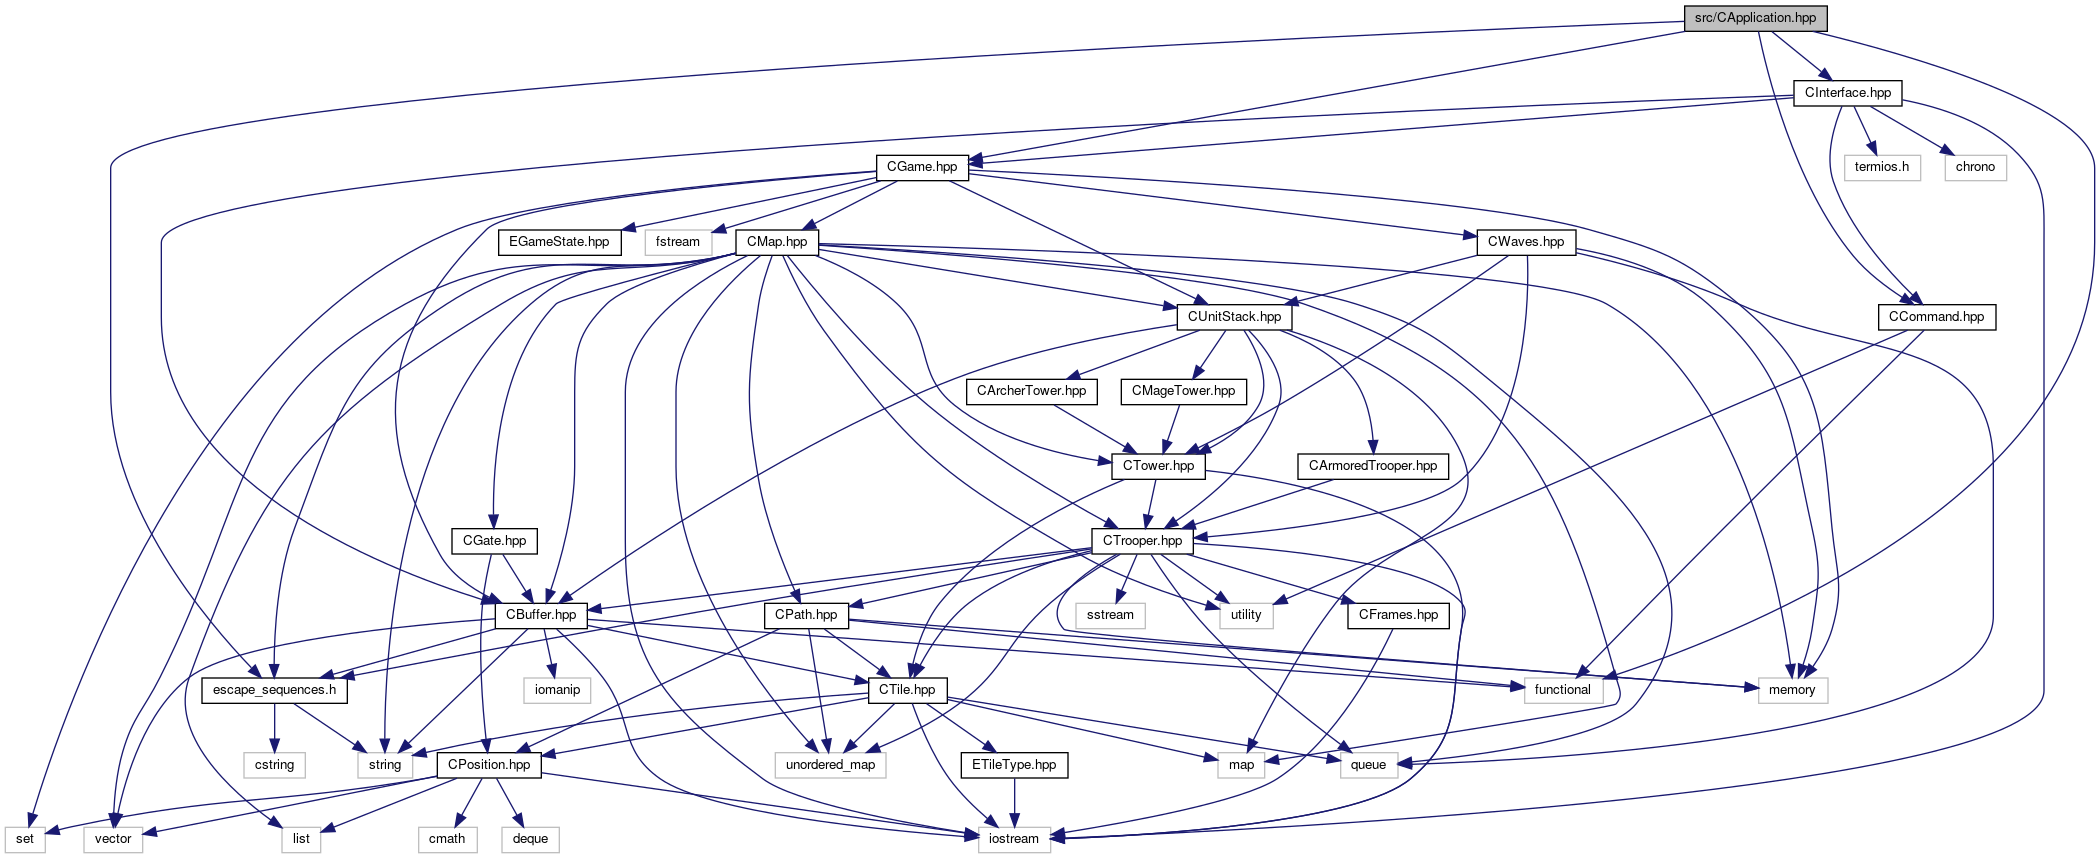 src/CApplication.hpp
CInterface.hpp
CGame.hpp
termios.h
chrono
EGameState.hpp
fstream
CMap.hpp
CWaves.hpp
CUnitStack.hpp
CCommand.hpp
CArcherTower.hpp
CMageTower.hpp
CTower.hpp
CArmoredTrooper.hpp
CGate.hpp
CTrooper.hpp
CBuffer.hpp
CPath.hpp
sstream
utility
CFrames.hpp
escape_sequences.h
iomanip
CTile.hpp
functional
memory
cstring
string
CPosition.hpp
unordered_map
ETileType.hpp
map
queue
set
vector
list
cmath
deque
iostream